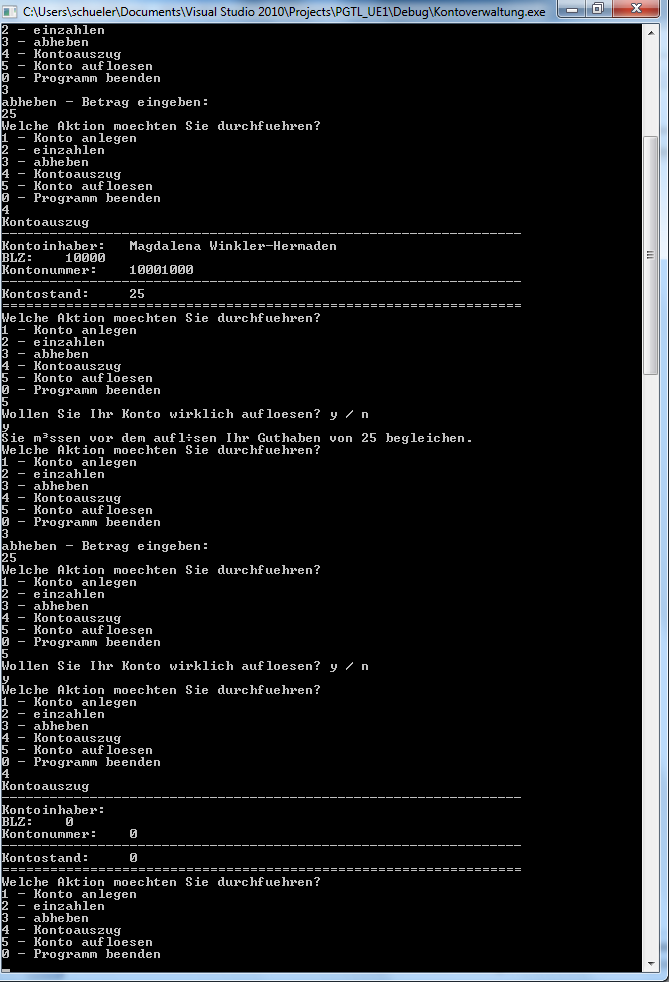 C:\Users\schueler\Documents\Visual Studio 2010\Projects\PGTL_UE1\Debug\Kontoverwaltung.exe
2 - einzahlen
3 - abheben
4 - Kontoauszug
5 - Konto aufloesen
0 - Programm beenden
3
abheben - Betrag eingeben:
25
Welche Aktion moechten Sie durchfuehren?
1 - Konto anlegen
2 - einzahlen
3 - abheben
4 - Kontoauszug
5 - Konto aufloesen
0 - Programm beenden
4
Kontoauszug
-----------------------------------------------------------------
Kontoinhaber:   Magdalena Winkler-Hermaden
BLZ:    10000
Kontonummer:    10001000
-----------------------------------------------------------------
Kontostand:     25
=================================================================
Welche Aktion moechten Sie durchfuehren?
1 - Konto anlegen
2 - einzahlen
3 - abheben
4 - Kontoauszug
5 - Konto aufloesen
0 - Programm beenden
5
Wollen Sie Ihr Konto wirklich aufloesen? y / n
y
Sie m³ssen vor dem aufl÷sen Ihr Guthaben von 25 begleichen.
Welche Aktion moechten Sie durchfuehren?
1 - Konto anlegen
2 - einzahlen
3 - abheben
4 - Kontoauszug
5 - Konto aufloesen
0 - Programm beenden
3
abheben - Betrag eingeben:
25
Welche Aktion moechten Sie durchfuehren?
1 - Konto anlegen
2 - einzahlen
3 - abheben
4 - Kontoauszug
5 - Konto aufloesen
0 - Programm beenden
5
Wollen Sie Ihr Konto wirklich aufloesen? y / n
y
Welche Aktion moechten Sie durchfuehren?
1 - Konto anlegen
2 - einzahlen
3 - abheben
4 - Kontoauszug
5 - Konto aufloesen
0 - Programm beenden
4
Kontoauszug
-----------------------------------------------------------------
Kontoinhaber:
BLZ:    0
Kontonummer:    0
-----------------------------------------------------------------
Kontostand:     0
=================================================================
Welche Aktion moechten Sie durchfuehren?
1 - Konto anlegen
2 - einzahlen
3 - abheben
4 - Kontoauszug
5 - Konto aufloesen
0 - Programm beenden